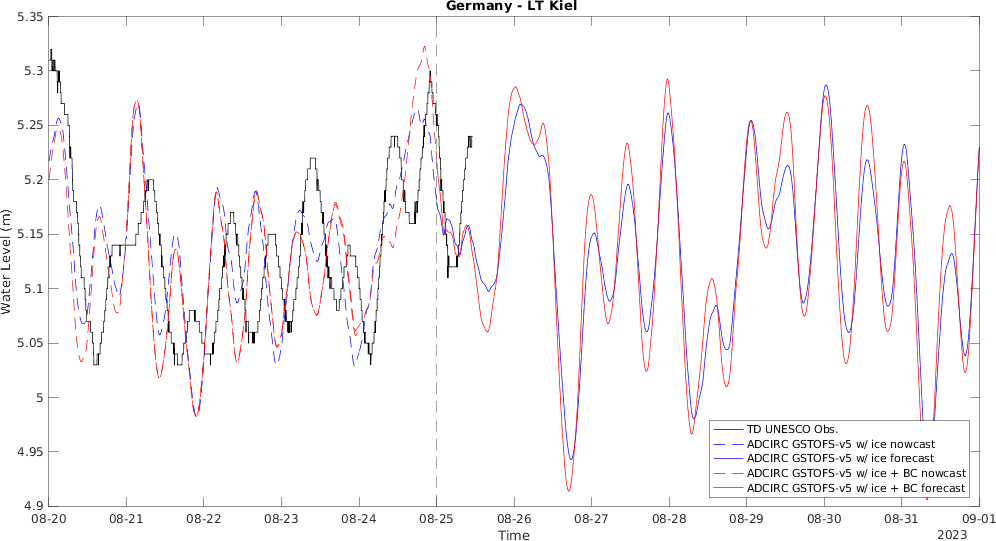 Germany - LT Kiel
5.35
5.3
5.25
5.2
5.15
5.1
5.05
5
4.95
4.9
Water Level (m)
08-20 08-21 08-22 08-23 08-24 08-25 08-26 08-27 08-28 08-29 08-30 08-31 09-01
Time
2023
TD UNESCO Obs.
ADCIRC GSTOFS-v5 w/ ice nowcast
ADCIRC GSTOFS-v5 w/ ice forecast
ADCIRC GSTOFS-v5 w/ ice + BC nowcast
ADCIRC GSTOFS-v5 w/ ice + BC forecast